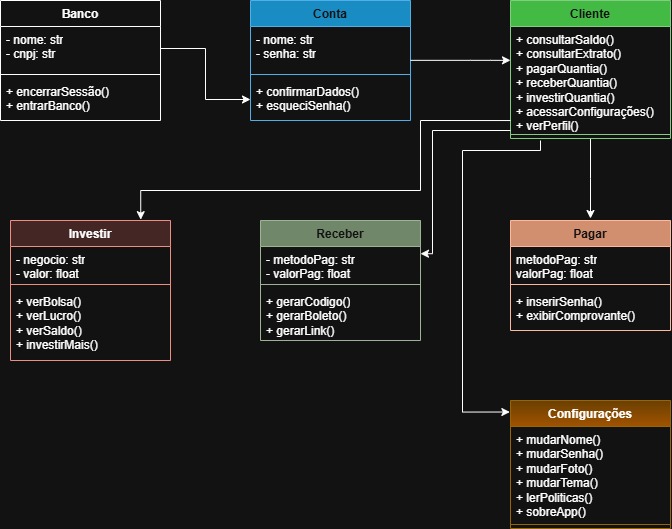 Banco
- nome: str
- cnpj: str
+ encerrarSessão()
+ entrarBanco()
Conta
- nome: str
- senha: str
+ confirmarDados()
+ esqueciSenha()
Cliente
+ consultarSaldo()
+ consultarExtrato()
+ pagarQuantia()
+ receberQuantia()
+ investirQuantia()
+ acessarConfigurações()
+ verPerfil()
Investir
- negocio: str
- valor: float
+ verBolsa()
+ verLucro()
+ verSaldo()
+ investirMais()
Receber
- metodoPag: str
- valorPag: float
+ gerarCodigo()
+ gerarBoleto()
+ gerarLink()
Pagar
metodoPag: str
valorPag: float
+ inserirSenha()
+ exibirComprovante()
Configurações
+ mudarNome()
+ mudarSenha()
+ mudarFoto()
+ mudarTema()
+ lerPoliticas()
+ sobreApp()